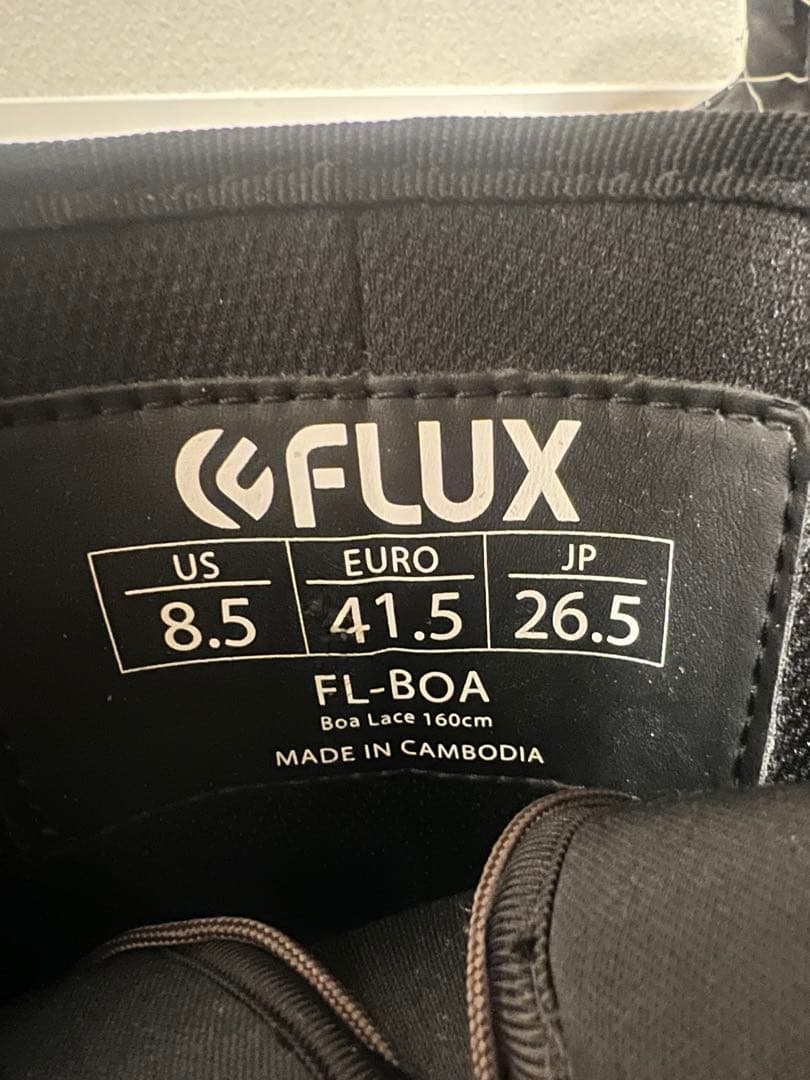 FLUX
US EURO JP
8.5 41.5 26.5
FL-BOA
Boa Lace 160cm
MADE IN CAMBODIA